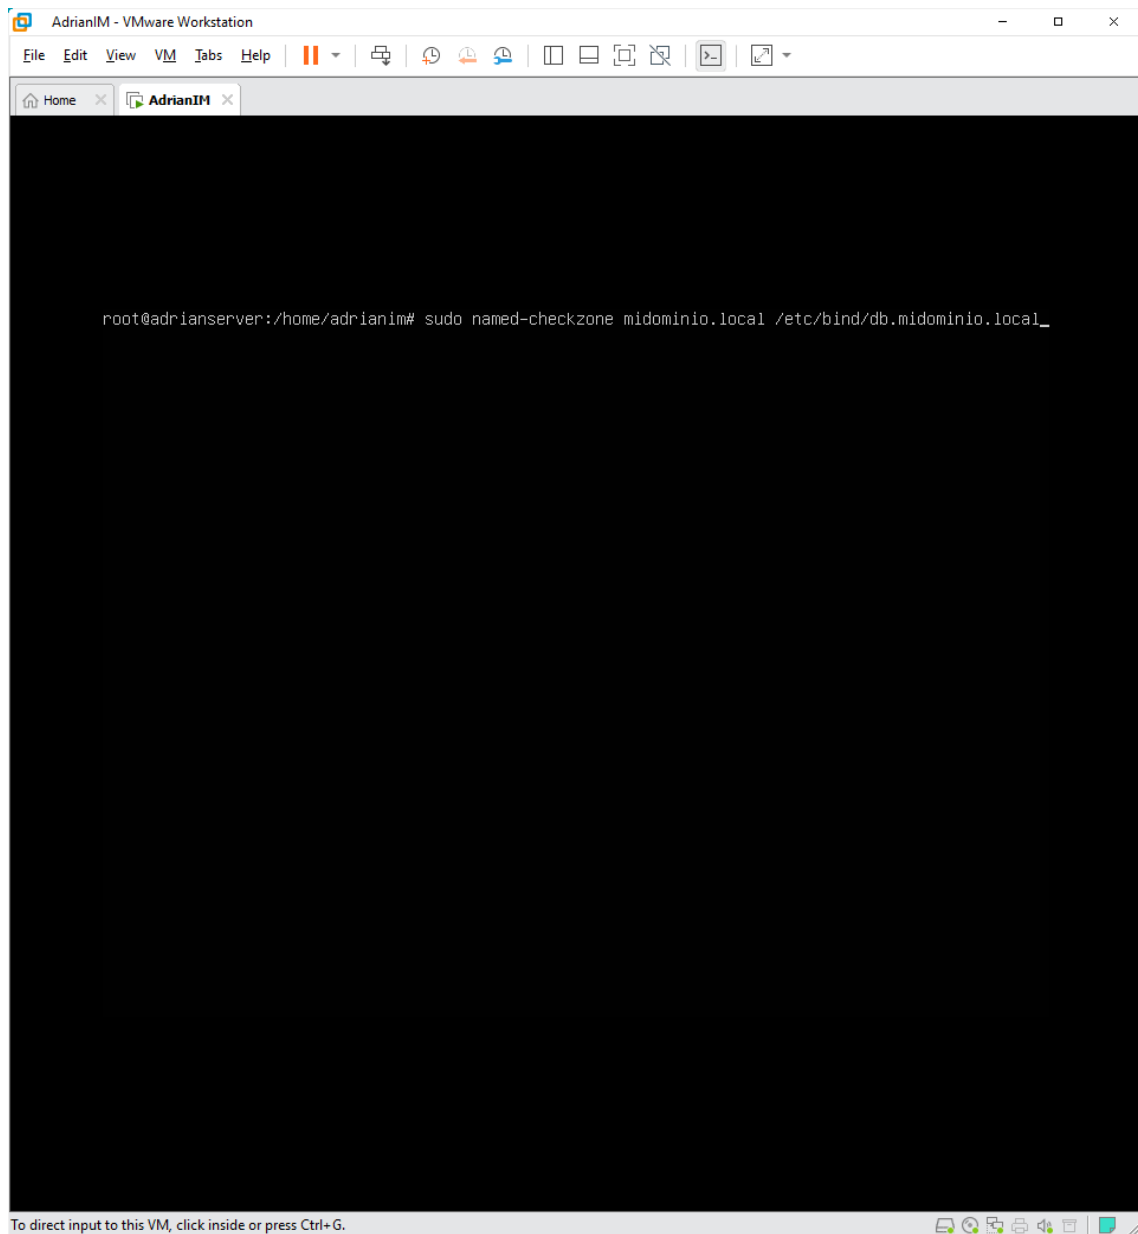 AdrianIM - VMware Workstation
File Edit View VM Tabs Help
Home AdrianIM
root@adrianserver:/home/adrianim# sudo named-checkzone midominio.local /etc/bind/db.midominio.local_
To direct input to this VM, click inside or press Ctrl+G.